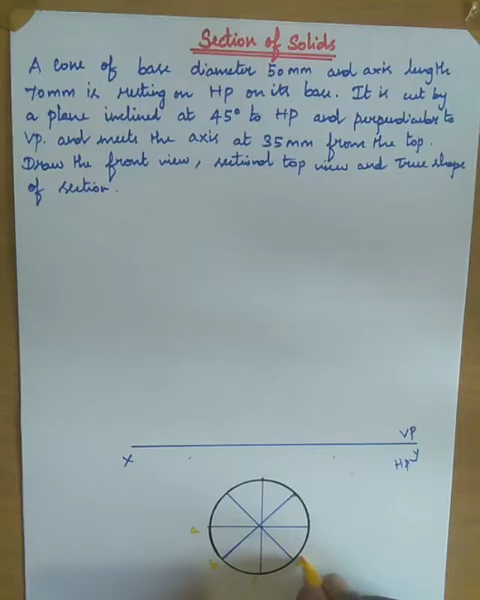 Section of Solids
A Cone of base diameter 50mm and axis length
70mm is resting on HP on its base. It is cut by
a plane inclined at 45° to HP and perpendicular to
VP. and meets the axis at 35mm from the top.
Draw the front view, sectional top view and True shape
of section.
VP
X
HP
y
a
b
c